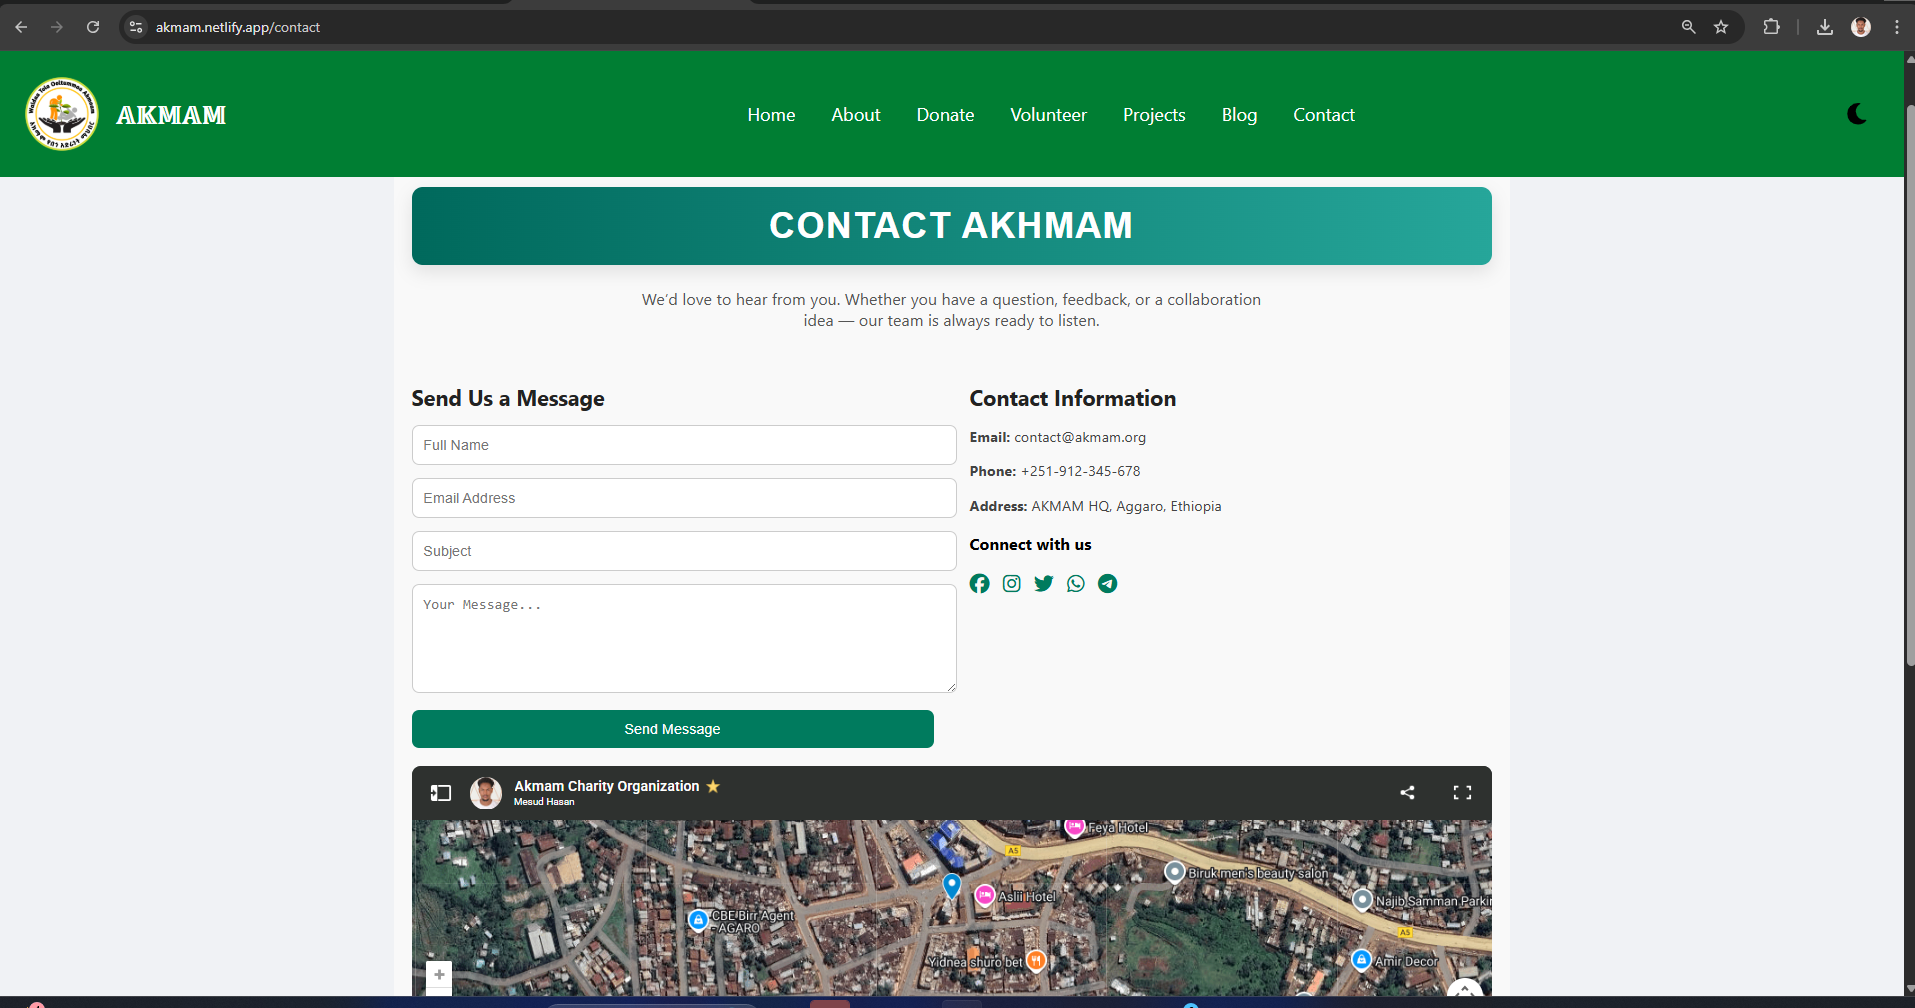 akmam.netlify.app/contact
AKMAM
Home
About
Donate
Volunteer
Projects
Blog
Contact
CONTACT AKHMAM
We'd love to hear from you. Whether you have a question, feedback, or a collaboration
idea — our team is always ready to listen.
Send Us a Message
Full Name
Email Address
Subject
Your Message...
Send Message
Contact Information
Email: contact@akmam.org
Phone: +251-912-345-678
Address: AKMAM HQ, Aggaro, Ethiopia
Connect with us
Akmam Charity Organization
Mesud Hasan
Feya Hotel
A5
Biruk men's beauty salon
Aslii Hotel
Najib Samman
CBE Birr Agent
- AGARO
A5
Yidnea shuro bet
Amir Decor